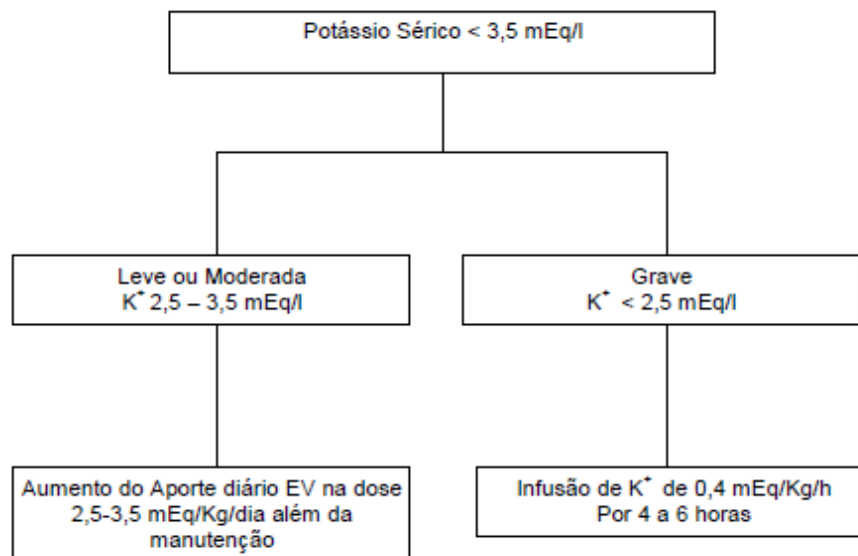 Potássio Sérico < 3,5 mEq/l
Leve ou Moderada
K⁺ 2,5 – 3,5 mEq/l
Grave
K⁺ < 2,5 mEq/l
Aumento do Aporte diário EV na dose
2,5-3,5 mEq/Kg/dia além da
manutenção
Infusão de K⁺ de 0,4 mEq/Kg/h
Por 4 a 6 horas